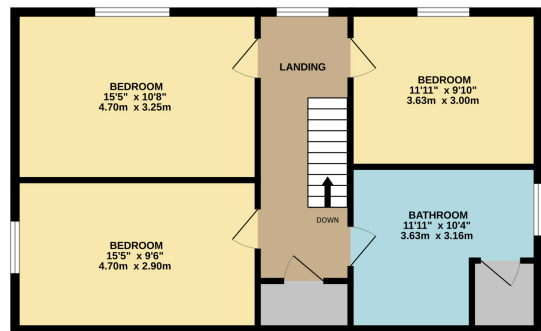 BEDROOM
15'5" x 10'8"
4.70m x 3.25m
LANDING
BEDROOM
11'11" x 9'10"
3.63m x 3.00m
BEDROOM
15'5" x 9'6"
4.70m x 2.90m
DOWN
BATHROOM
11'11" x 10'4"
3.63m x 3.16m